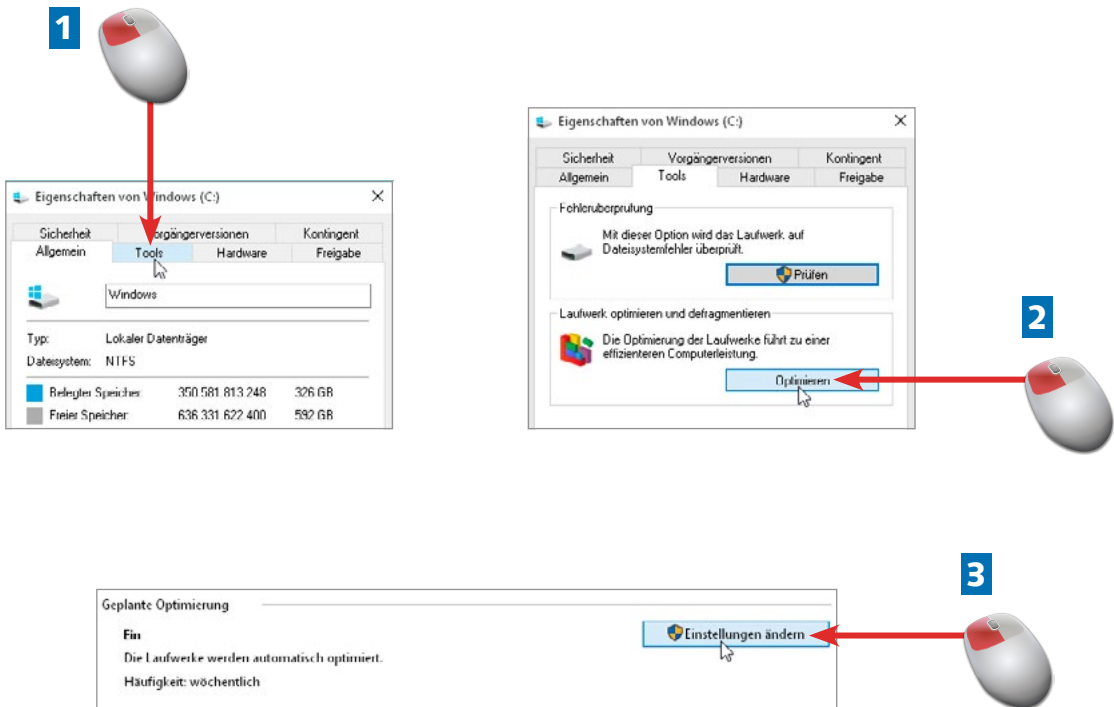 1
Eigenschaften von Windows (C:)
Sicherheit Vorgängerversionen Kontingent
Allgemein Tools Hardware Freigabe
Windows
Typ: Lokaler Datenträger
Dateisystem: NTFS
Belegter Speicher: 350 581 813 248 326 GB
Freier Speicher: 636 331 622 400 592 GB
Eigenschaften von Windows (C:)
Sicherheit Vorgängerversionen Kontingent
Allgemein Tools Hardware Freigabe
Fehlerüberprüfung
Mit dieser Option wird das Laufwerk auf
Dateisystemfehler überprüft.
Prüfen
Laufwerk optimieren und defragmentieren
Die Optimierung der Laufwerke führt zu einer
effizienteren Computerleistung.
Optimieren
2
3
Geplante Optimierung
Ein
Einstellungen ändern
Die Laufwerke werden automatisch optimiert.
Häufigkeit: wöchentlich